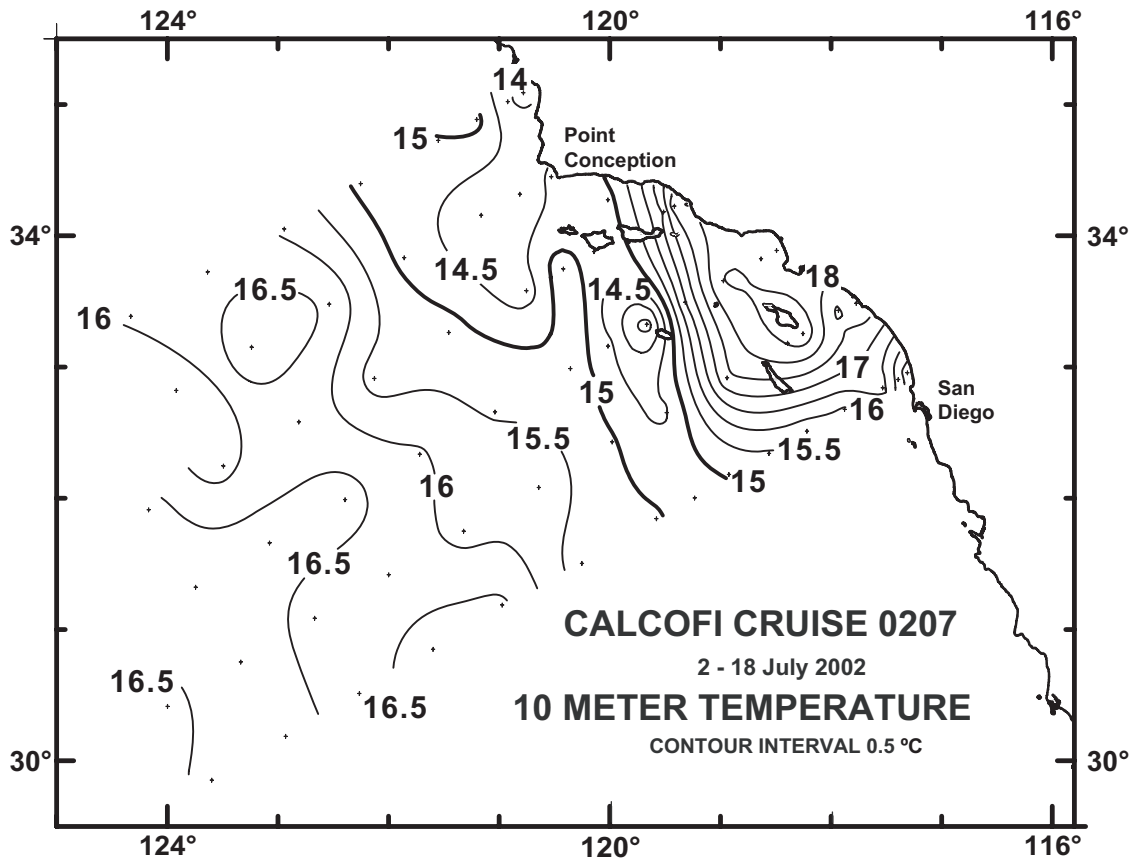 124° 120° 116°
14
15
Point
Conception
34° 34°
14.5
16.5
14.5
18
16
17
15
San
Diego
16
15.5
15.5
16
15
16.5
CALCOFI CRUISE 0207
2 - 18 July 2002
16.5
16.5
10 METER TEMPERATURE
CONTOUR INTERVAL 0.5 ºC
30° 30°
124° 120° 116°